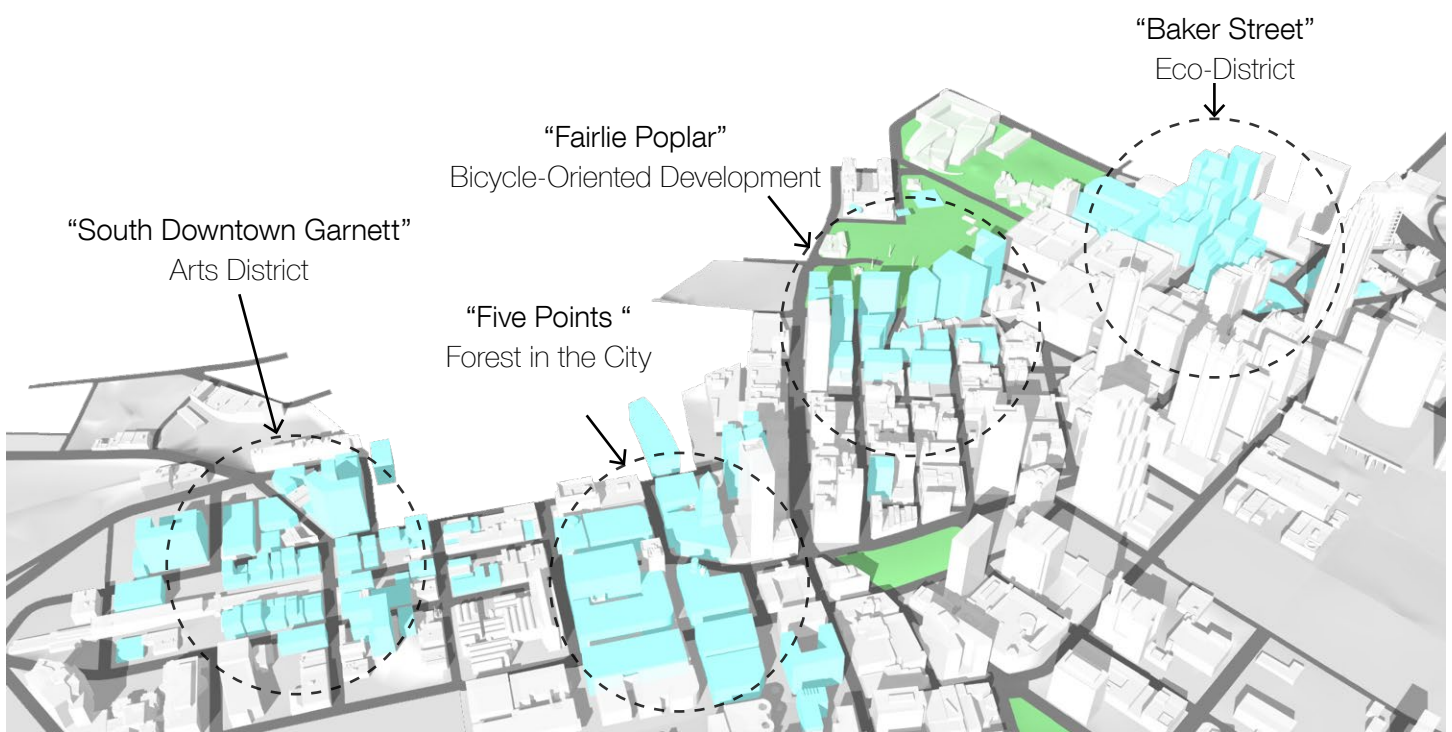 “Baker Street”
Eco-District
“Fairlie Poplar”
Bicycle-Oriented Development
“South Downtown Garnett”
Arts District
“Five Points “
Forest in the City